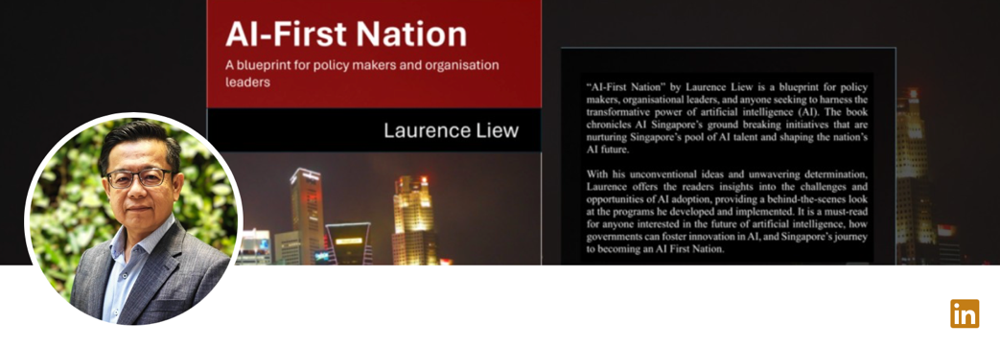 AI-First Nation
A blueprint for policy makers and organisation
leaders
Laurence Liew
“AI-First Nation” by Laurence Liew is a blueprint for policy
makers, organisational leaders, and anyone seeking to harness the
transformative power of artificial intelligence (AI). The book
chronicles AI Singapore’s ground breaking initiatives that are
nurturing Singapore’s pool of AI talent and shaping the nation’s
AI future.
With his unconventional ideas and unwavering determination,
Laurence offers the readers insights into the challenges and
opportunities of AI adoption, providing a behind-the-scenes look
at the programs he developed and implemented. It is a must-read
for anyone interested in the future of artificial intelligence, how
governments can foster innovation in AI, and Singapore’s journey
to becoming an AI First Nation.
in